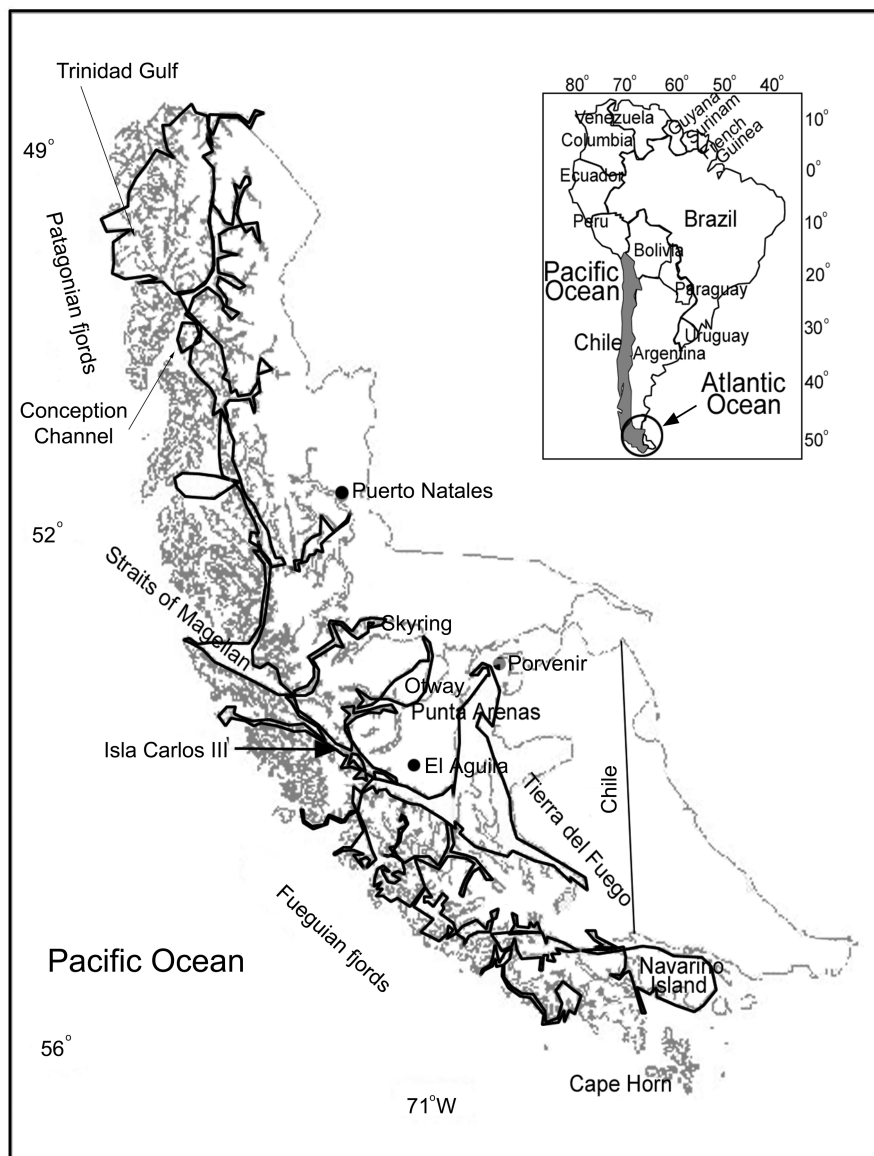 Trinidad Gulf
49°
Patagonian fjords
Conception
Channel
Puerto Natales
52°
Straits of Magellan
Skyring
Otway
Porvenir
Punta Arenas
Isla Carlos III
El Aguila
Tierra del Fuego
Chile
Fueguian fjords
Pacific Ocean
Navarino
Island
56°
Cape Horn
71°W
80° 70° 60° 50° 40°
Venezuela
Guyana
Surinam
French
Guinea
Columbia
Ecuador
Peru
Brazil
Bolivia
Pacific
Ocean
Paraguay
Chile
Uruguay
Argentina
Atlantic
Ocean
10°
0°
10°
20°
30°
40°
50°